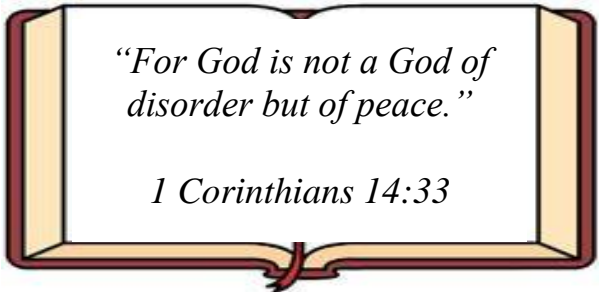 “For God is not a God of
disorder but of peace.”
1 Corinthians 14:33